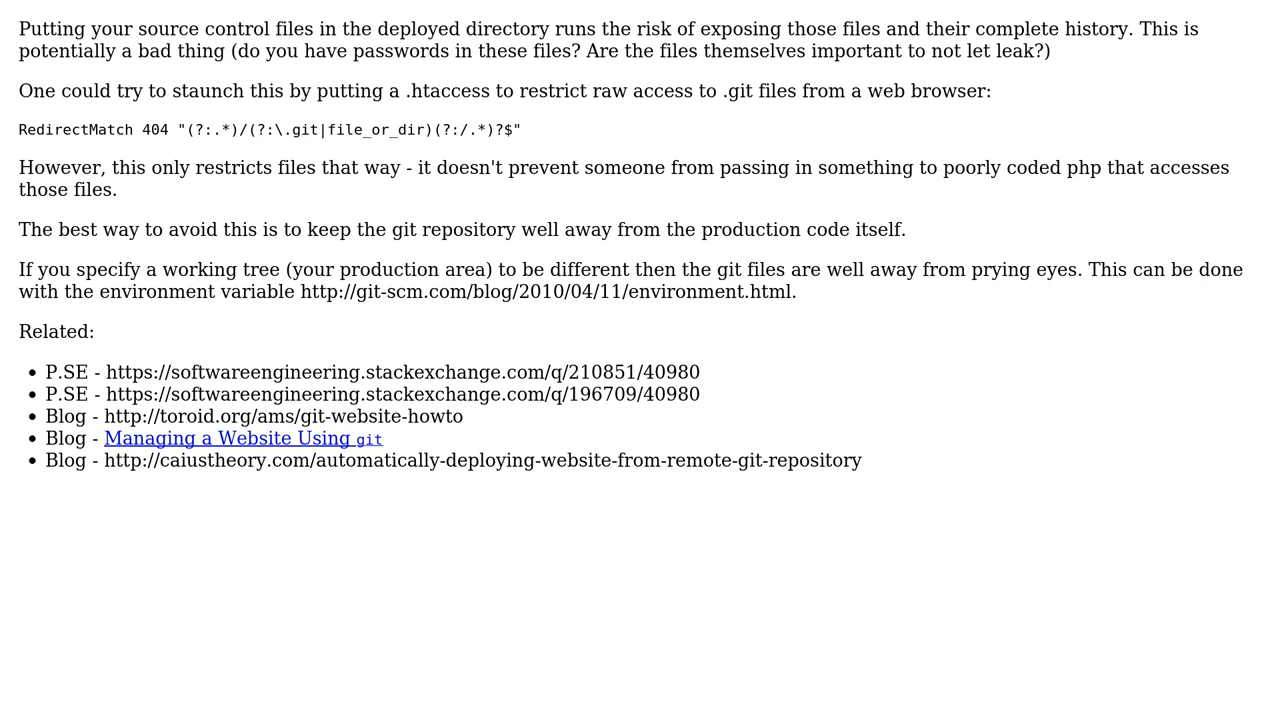 Putting your source control files in the deployed directory runs the risk of exposing those files and their complete history. This is
potentially a bad thing (do you have passwords in these files? Are the files themselves important to not let leak?)
One could try to staunch this by putting a .htaccess to restrict raw access to .git files from a web browser:
RedirectMatch 404 "(?:.*)/(?:\.git|file_or_dir)(?:/.*)?$"
However, this only restricts files that way - it doesn't prevent someone from passing in something to poorly coded php that accesses
those files.
The best way to avoid this is to keep the git repository well away from the production code itself.
If you specify a working tree (your production area) to be different then the git files are well away from prying eyes. This can be done
with the environment variable http://git-scm.com/blog/2010/04/11/environment.html.
Related:
• P.SE - https://softwareengineering.stackexchange.com/q/210851/40980
• P.SE - https://softwareengineering.stackexchange.com/q/196709/40980
• Blog - http://toroid.org/ams/git-website-howto
• Blog - Managing a Website Using git
• Blog - http://caiustheory.com/automatically-deploying-website-from-remote-git-repository